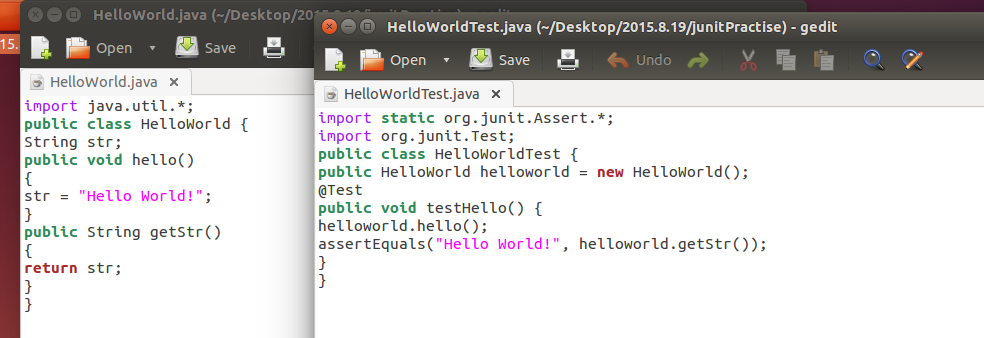 HelloWorld.java (~/Desktop/2015.8.19/junitPractise) - gedit
Open
Save
HelloWorld.java
import java.util.*;
public class HelloWorld {
String str;
public void hello()
{
str = "Hello World!";
}
public String getStr()
{
return str;
}
}
15.
HelloWorldTest.java (~/Desktop/2015.8.19/junitPractise) - gedit
Open
Save
Undo
HelloWorldTest.java
import static org.junit.Assert.*;
import org.junit.Test;
public class HelloWorldTest {
public HelloWorld helloworld = new HelloWorld();
@Test
public void testHello() {
helloworld.hello();
assertEquals("Hello World!", helloworld.getStr());
}
}